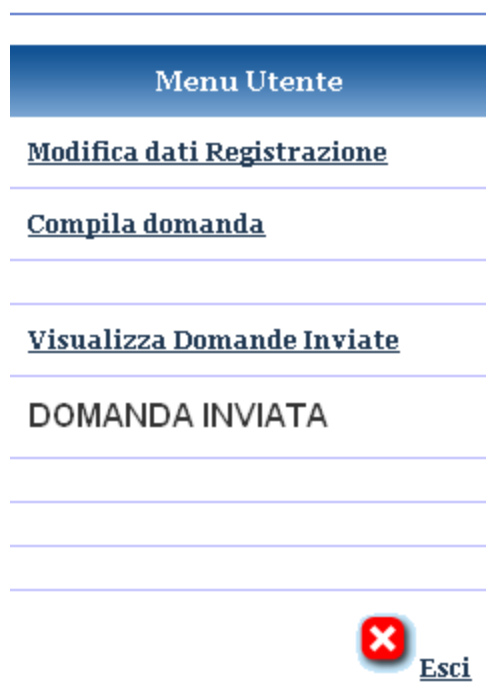 Menu Utente
Modifica dati Registrazione
Compila domanda
Visualizza Domande Inviate
DOMANDA INVIATA
Esci